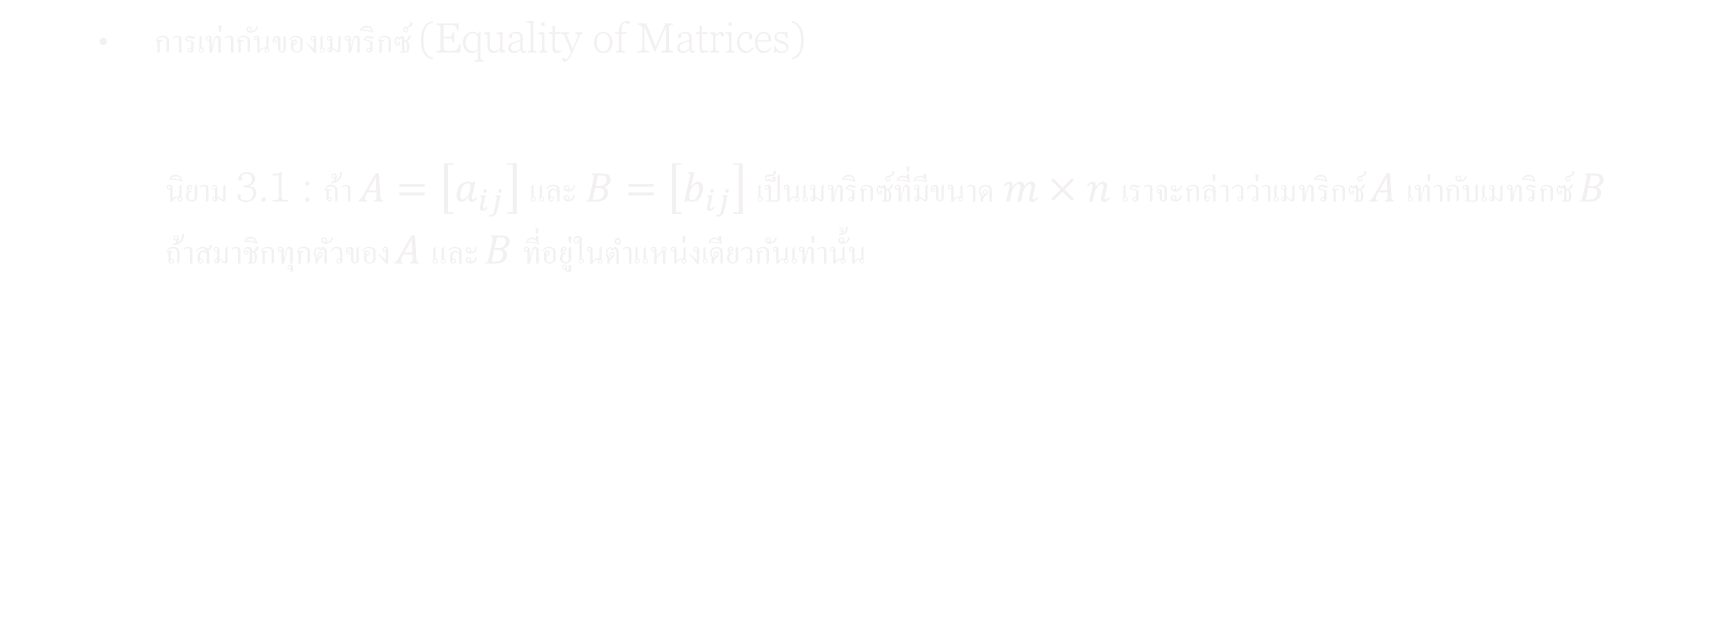 • การเท่ากันของเมทริกซ์ (Equality of Matrices)
นิยาม 3.1 : ถ้า A = [aᵢⱼ] และ B = [bᵢⱼ] เป็นเมทริกซ์ที่มีขนาด m × n เราจะกล่าวว่าเมทริกซ์ A เท่ากับเมทริกซ์ B
ถ้าสมาชิกทุกตัวของ A และ B ที่อยู่ในตำแหน่งเดียวกันเท่านั้น